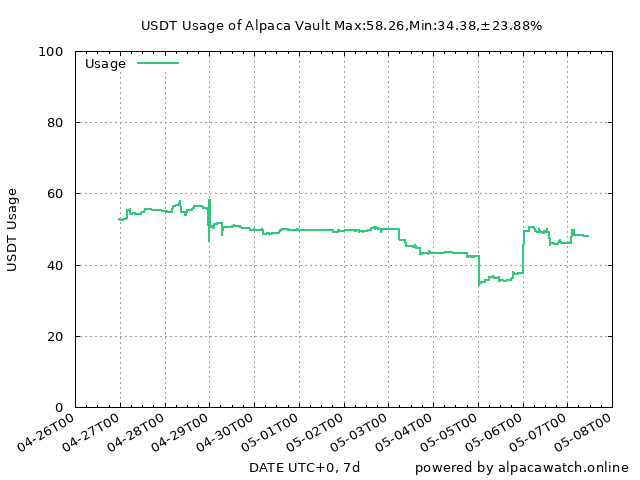 USDT Usage of Alpaca Vault Max:58.26,Min:34.38,±23.88%
100
Usage
80
60
USDT Usage
40
20
0
04-26T00 04-27T00 04-28T00 04-29T00 04-30T00 05-01T00 05-02T00 05-03T00 05-04T00 05-05T00 05-06T00 05-07T00 05-08T00
DATE UTC+0, 7d powered by alpacawatch.online